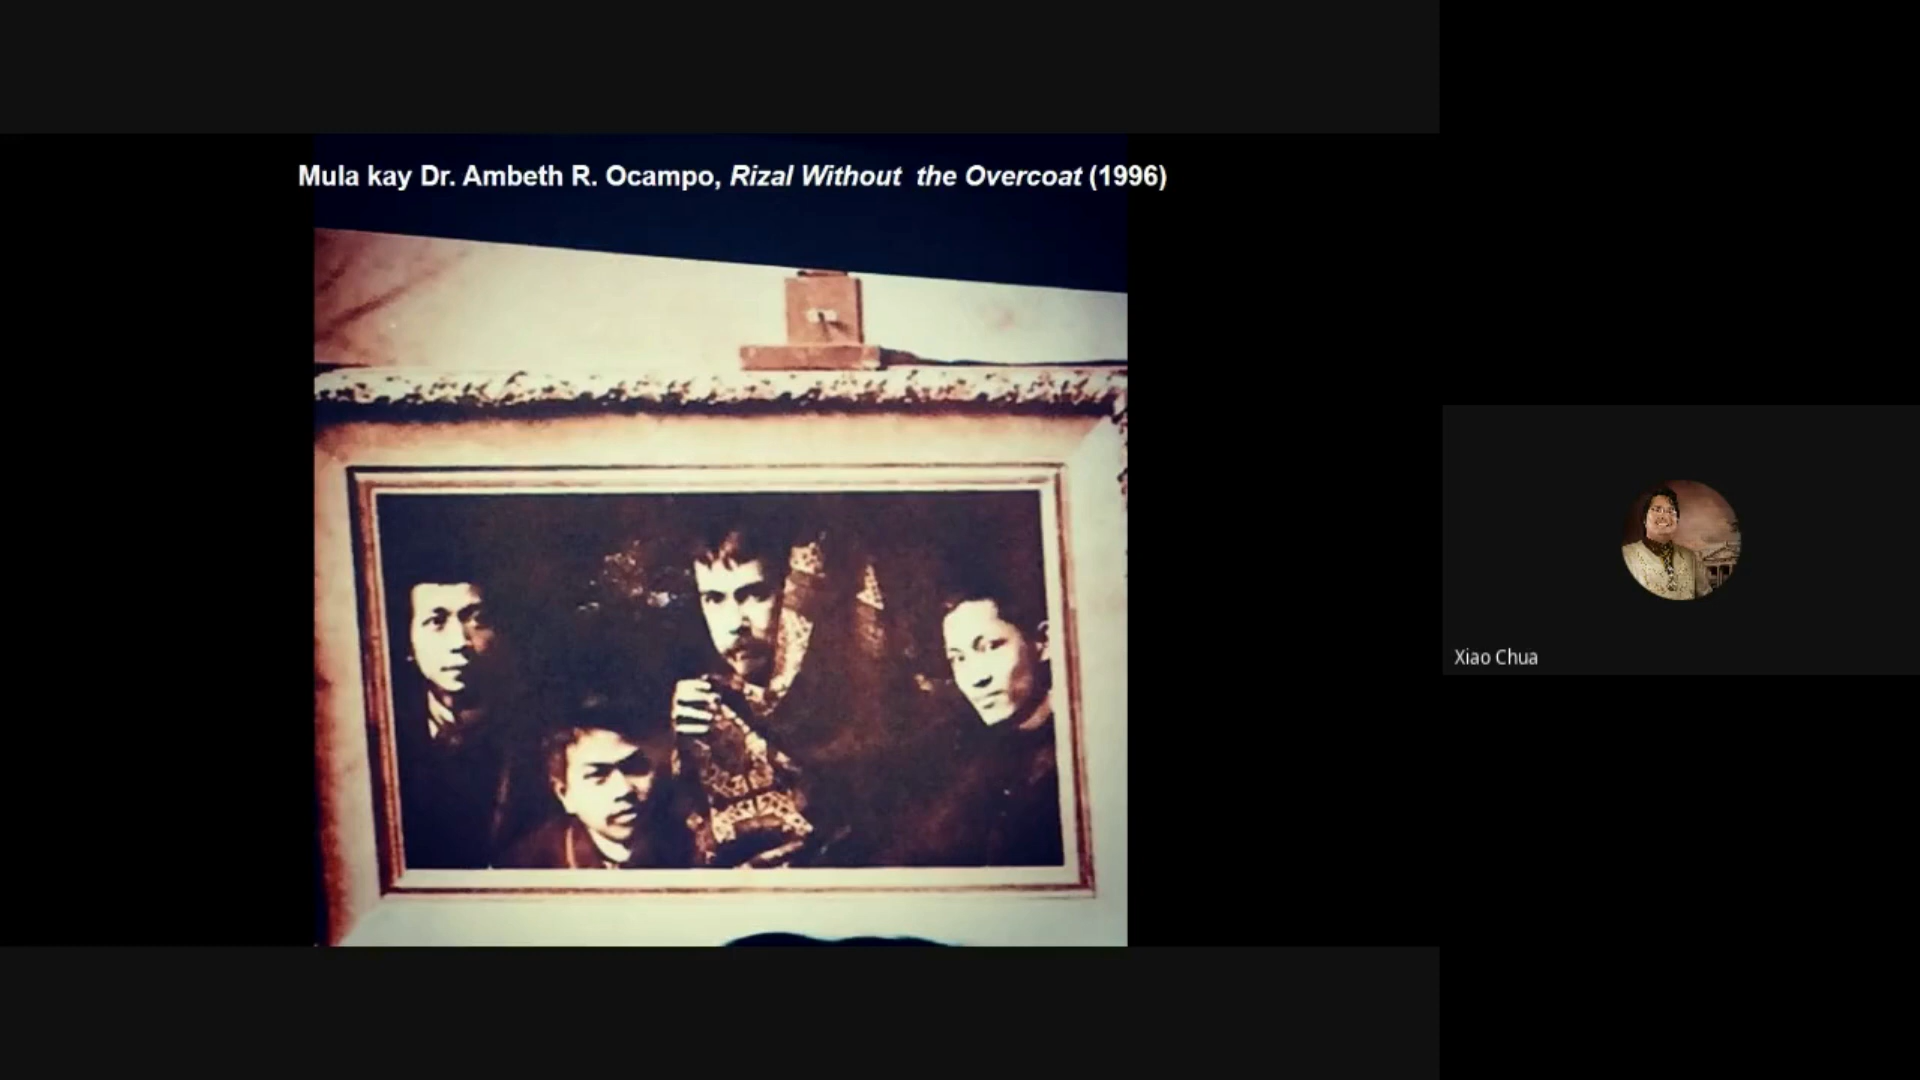 Mula kay Dr. Ambeth R. Ocampo, Rizal Without the Overcoat (1996)
Xiao Chua